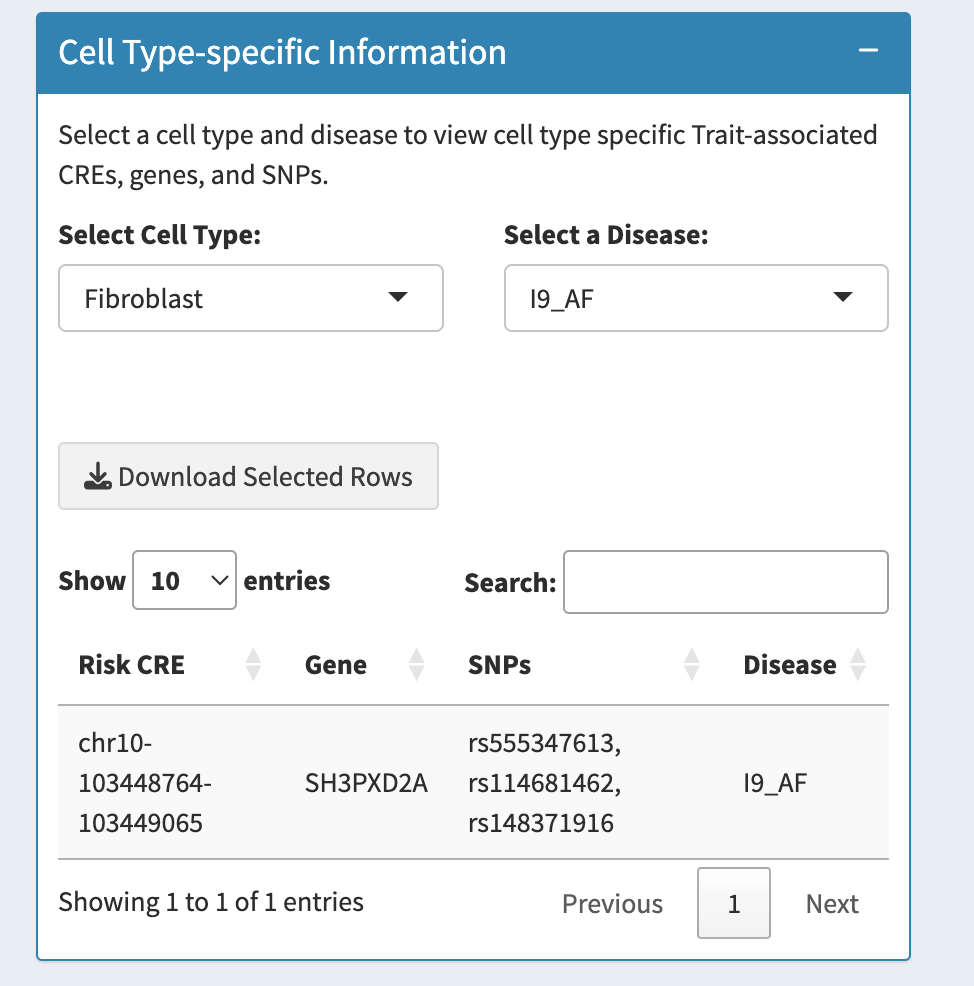 Cell Type-specific Information
Select a cell type and disease to view cell type specific Trait-associated
CREs, genes, and SNPs.
Select Cell Type:
Select a Disease:
Fibroblast
I9_AF
Download Selected Rows
Show 10 entries
Search:
Risk CRE Gene SNPs Disease
chr10-
103448764-
103449065
SH3PXD2A
rs555347613,
rs114681462,
rs148371916
I9_AF
Showing 1 to 1 of 1 entries
Previous 1 Next